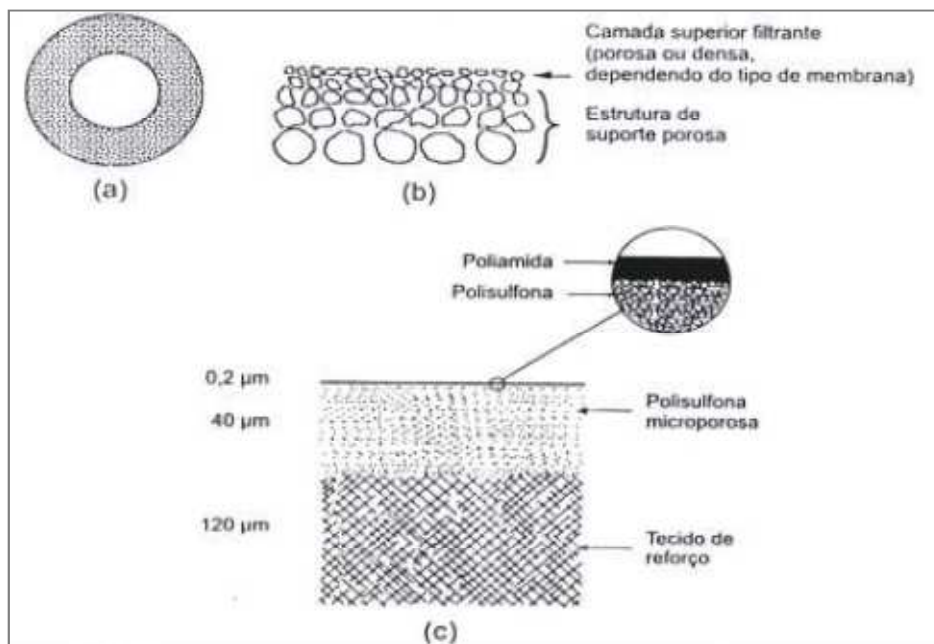 Camada superior filtrante
(porosa ou densa,
dependendo do tipo de membrana)
Estrutura de
suporte porosa
(a)
(b)
Poliamida
Polisulfona
0,2 µm
40 µm
Polisulfona
microporosa
120 µm
Tecido de
reforço
(c)